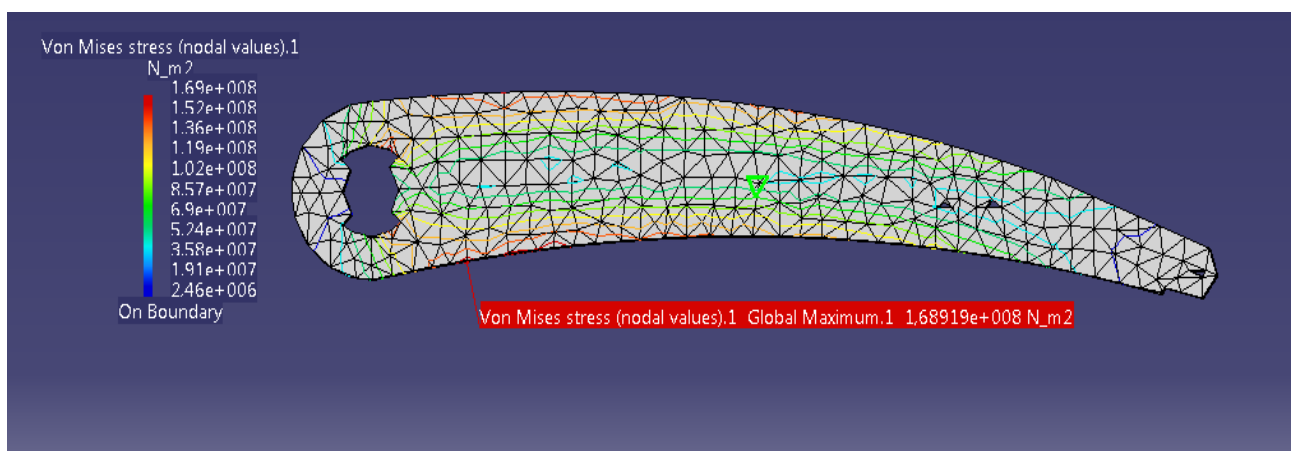 Von Mises stress (nodal values).1
N_m2
1.69e+008
1.52e+008
1.36e+008
1.19e+008
1.02e+008
8.57e+007
6.9e+007
5.24e+007
3.58e+007
1.91e+007
2.46e+006
On Boundary
Von Mises stress (nodal values).1 Global Maximum.1 1,68919e+008 N_m2